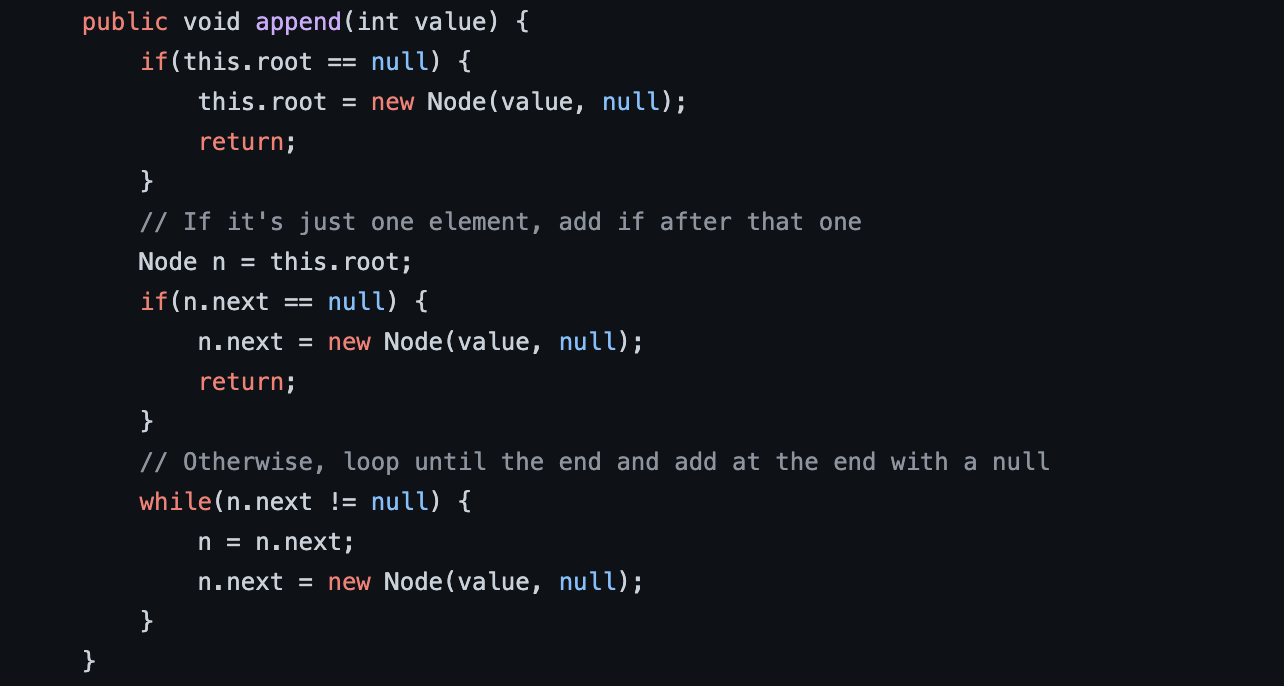 public void append(int value) {
if(this.root == null) {
this.root = new Node(value, null);
return;
}
// If it's just one element, add if after that one
Node n = this.root;
if(n.next == null) {
n.next = new Node(value, null);
return;
}
// Otherwise, loop until the end and add at the end with a null
while(n.next != null) {
n = n.next;
n.next = new Node(value, null);
}
}